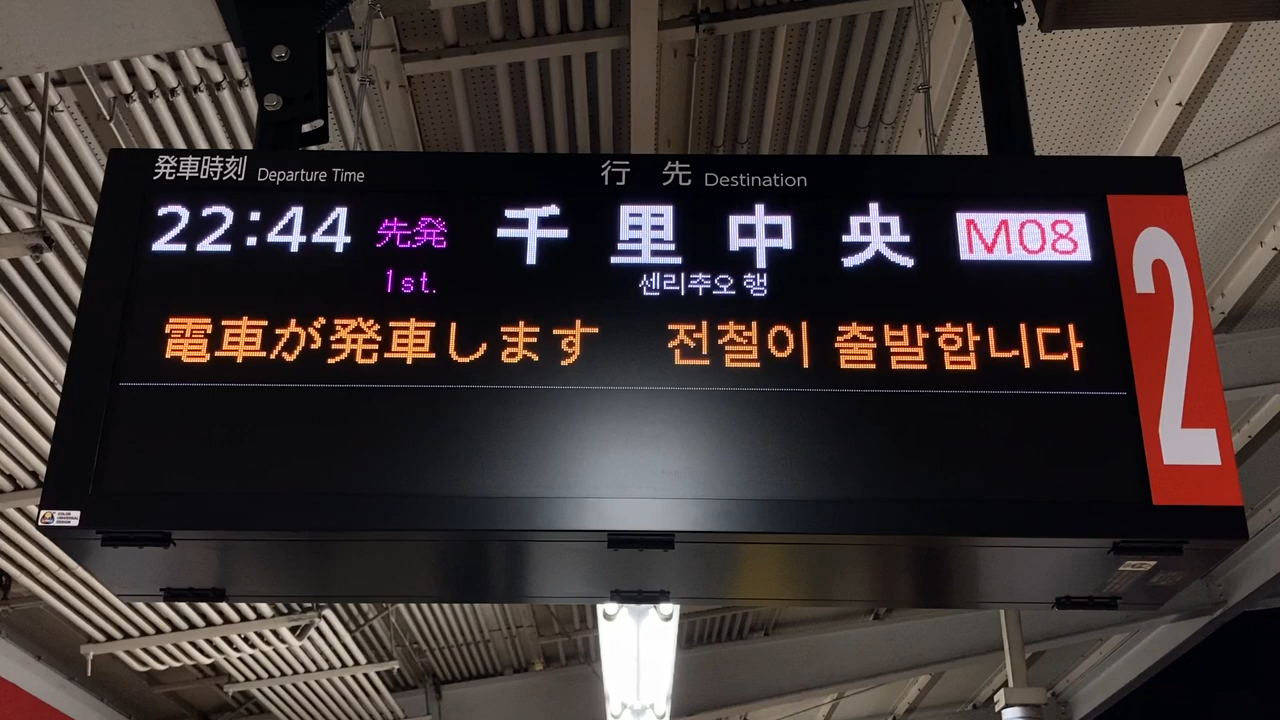 発車時刻 Departure Time 行先 Destination
22:44 先発 千里中央 M08
1st. 센리추오 행
電車が発車します 전철이 출발합니다
2